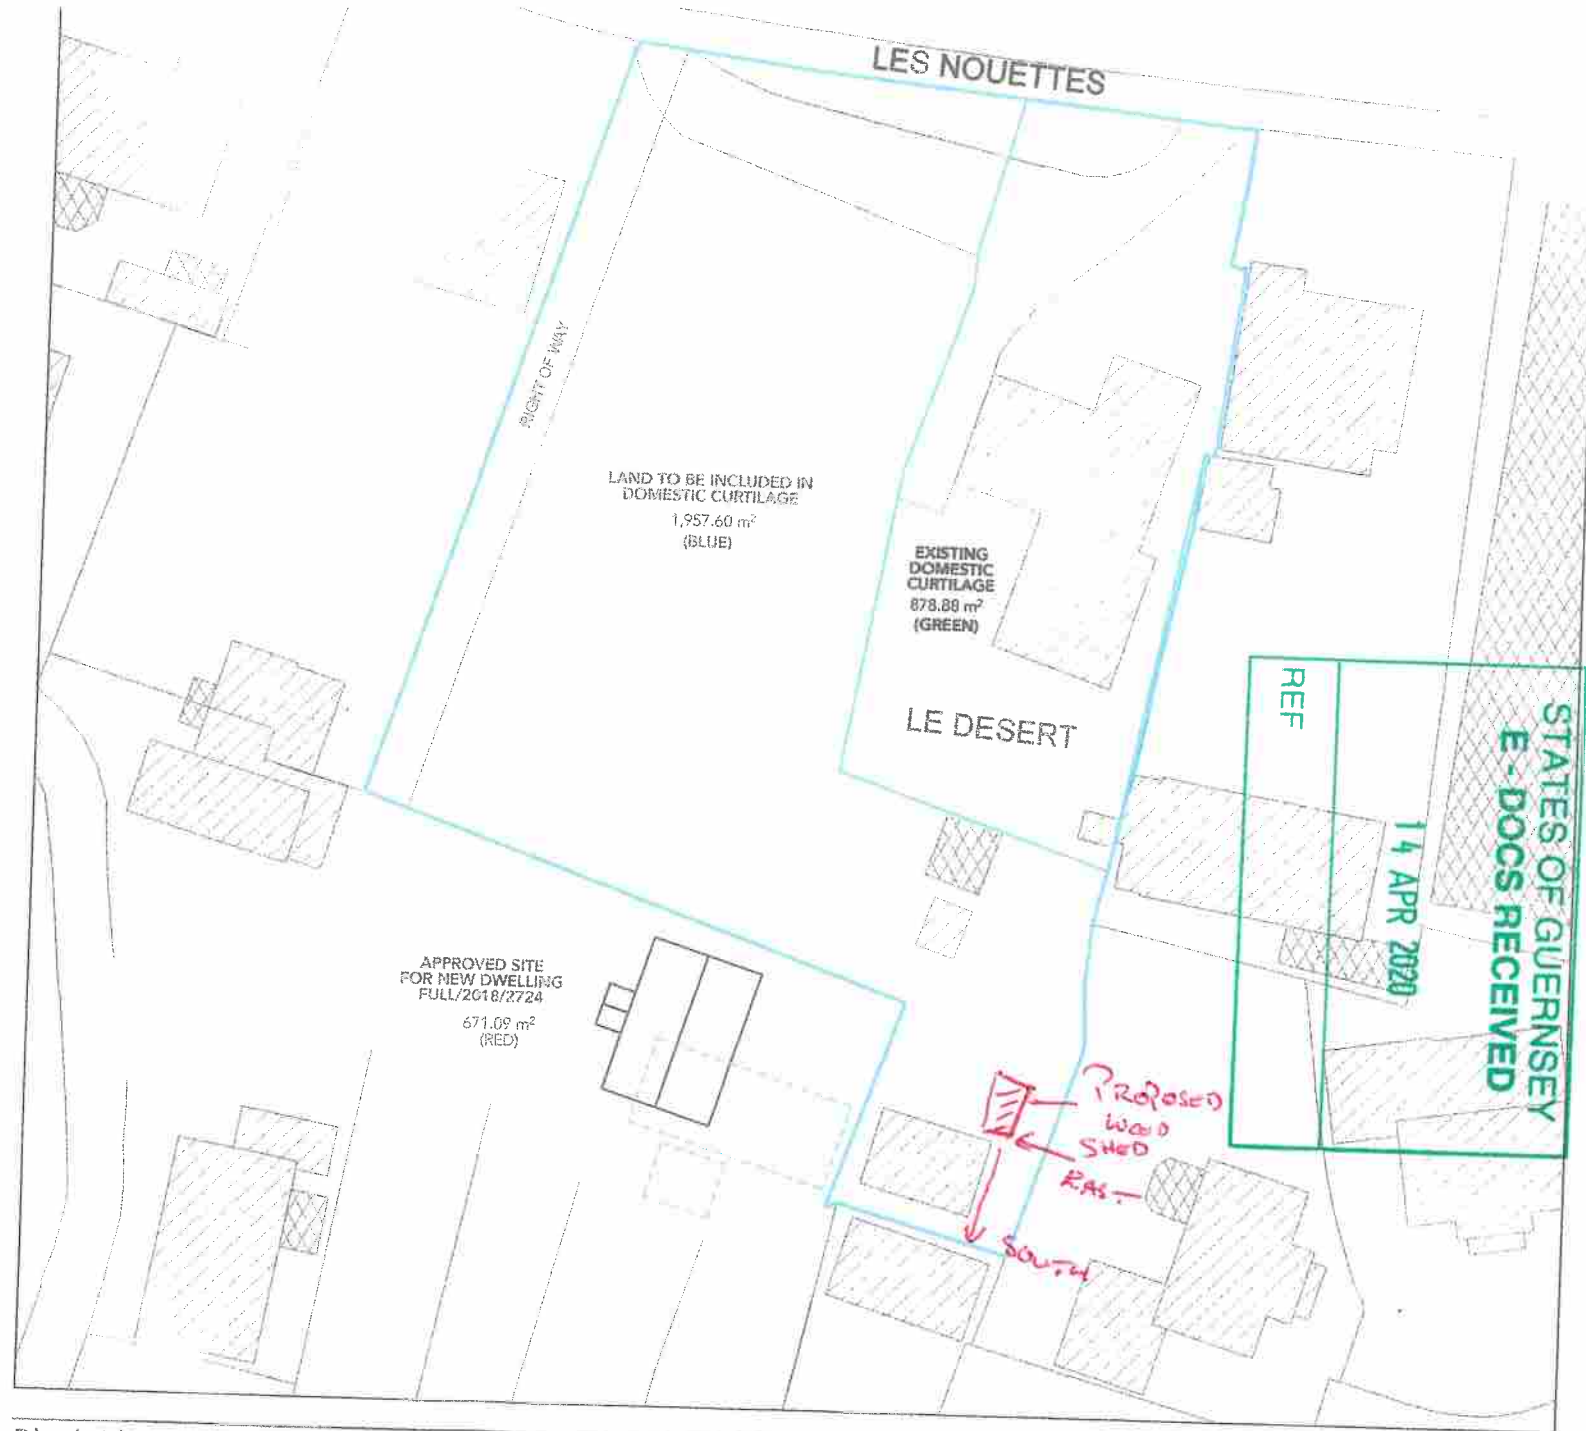 LES NOUETTES
RIGHT OF WAY
LAND TO BE INCLUDED IN
DOMESTIC CURTILAGE
1,957.60 m²
(BLUE)
EXISTING
DOMESTIC
CURTILAGE
878.88 m²
(GREEN)
LE DESERT
STATES OF GUERNSEY
E - DOCS RECEIVED
14 APR 2020
REF
APPROVED SITE
FOR NEW DWELLING
FULL/2018/2724
671.09 m²
(RED)
PROPOSED
WOOD
SHED
EAST
SOUTH